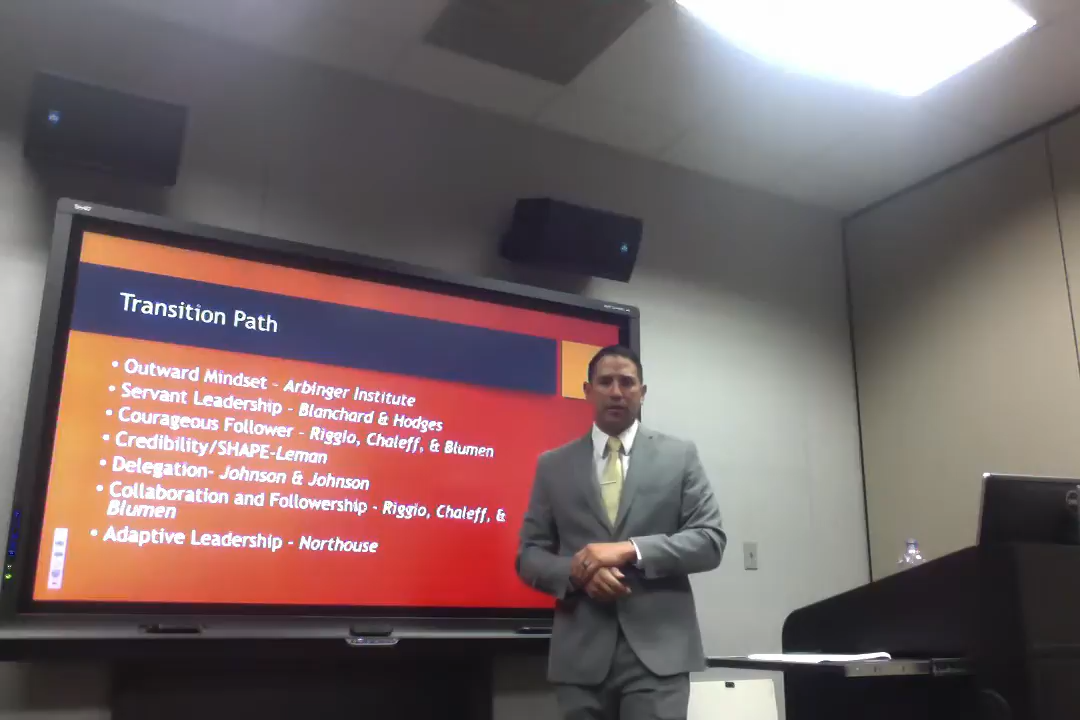 Transition Path
• Outward Mindset - Arbinger Institute
• Servant Leadership - Blanchard & Hodges
• Courageous Follower - Riggio, Chaleff, & Blumen
• Credibility/SHAPE-Leman
• Delegation- Johnson & Johnson
• Collaboration and Followership - Riggio, Chaleff, &
Blumen
• Adaptive Leadership - Northouse